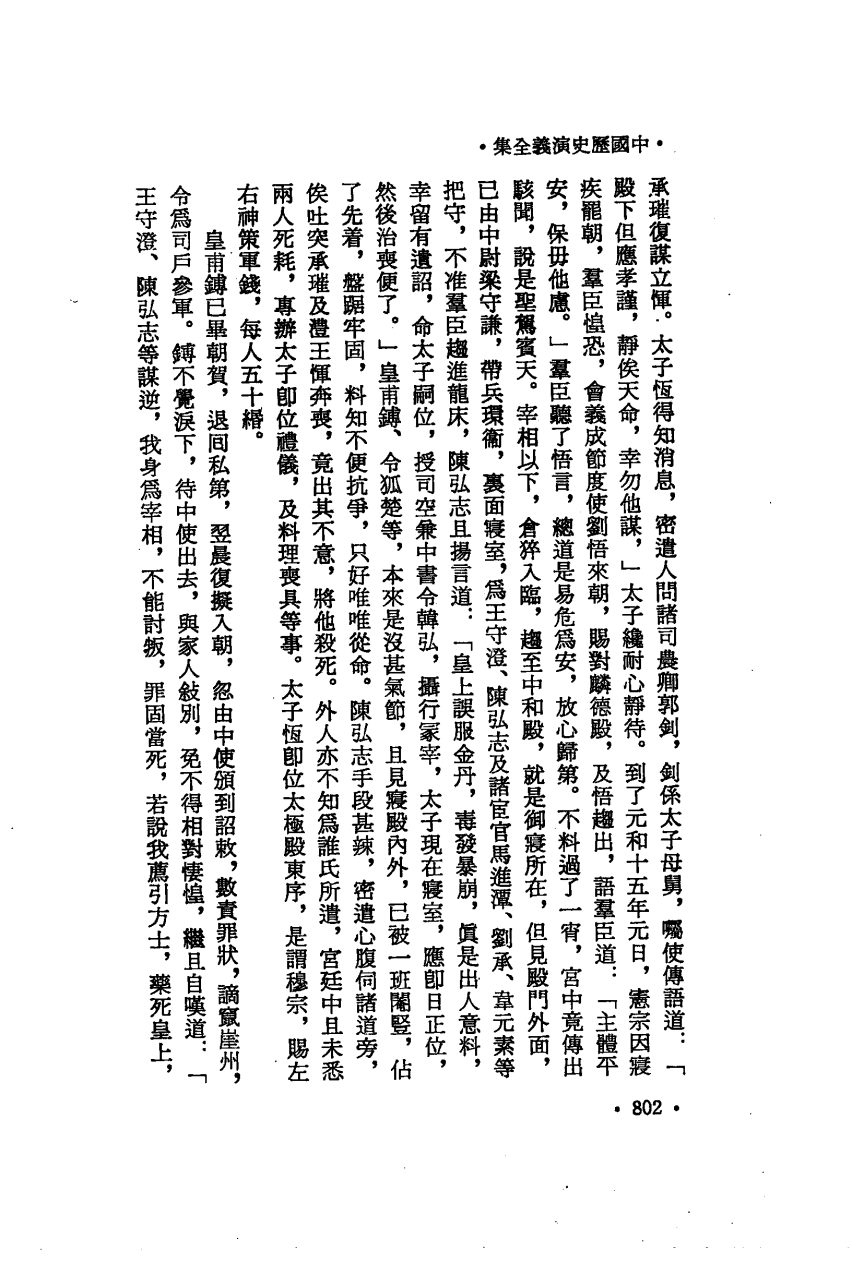 •中國歷史演義全集•
承璀復謀立惲。太子恆得知消息，密遣人問諸司農卿郭釗，釗係太子母舅，囑使傳語道：「
殿下但應孝謹，靜俟天命，幸勿他謀，」太子纔耐心靜待。到了元和十五年元日，憲宗因寢
疾罷朝，羣臣惶恐，會義成節度使劉悟來朝，賜對麟德殿，及悟趨出，語羣臣道：「主體平
安，保毋他慮。」羣臣聽了悟言，總道是易危為安，放心歸第。不料過了一宵，宮中竟傳出
駭聞，說是聖駕賓天。宰相以下，倉猝入臨，趨至中和殿，就是御寢所在，但見殿門外面，
已由中尉梁守謙，帶兵環衞，裏面寢室，爲王守澄、陳弘志及諸宦官馬進潭、劉承、韋元素等
把守，不准羣臣趨進龍床，陳弘志且揚言道：「皇上誤服金丹，毒發暴崩，眞是出人意料，
幸留有遺詔，命太子嗣位，授司空兼中書令韓弘，攝行冢宰，太子現在寢室，應卽日正位，
然後治喪便了。」皇甫鎛、令狐楚等，本來是沒甚氣節，且見寢殿內外，已被一班閹豎，佔
了先着，盤踞牢固，料知不便抗爭，只好唯唯從命。陳弘志手段甚辣，密遣心腹伺諸道旁，
俟吐突承璀及澧王惲奔喪，竟出其不意，將他殺死。外人亦不知爲誰氏所遣，宮廷中且未悉
兩人死耗，專辦太子卽位禮儀，及料理喪具等事。太子恆卽位太極殿東序，是謂穆宗，賜左
右神策軍錢，每人五十緡。
皇甫鎛已畢朝賀，退回私第，翌晨復擬入朝，忽由中使頒到詔敕，數責罪狀，謫竄崖州，
令爲司戶參軍。鎛不覺淚下，待中使出去，與家人敍別，免不得相對悽惶，繼且自嘆道：「
王守澄、陳弘志等謀逆，我身爲宰相，不能討叛，罪固當死，若說我薦引方士，藥死皇上，
•802•